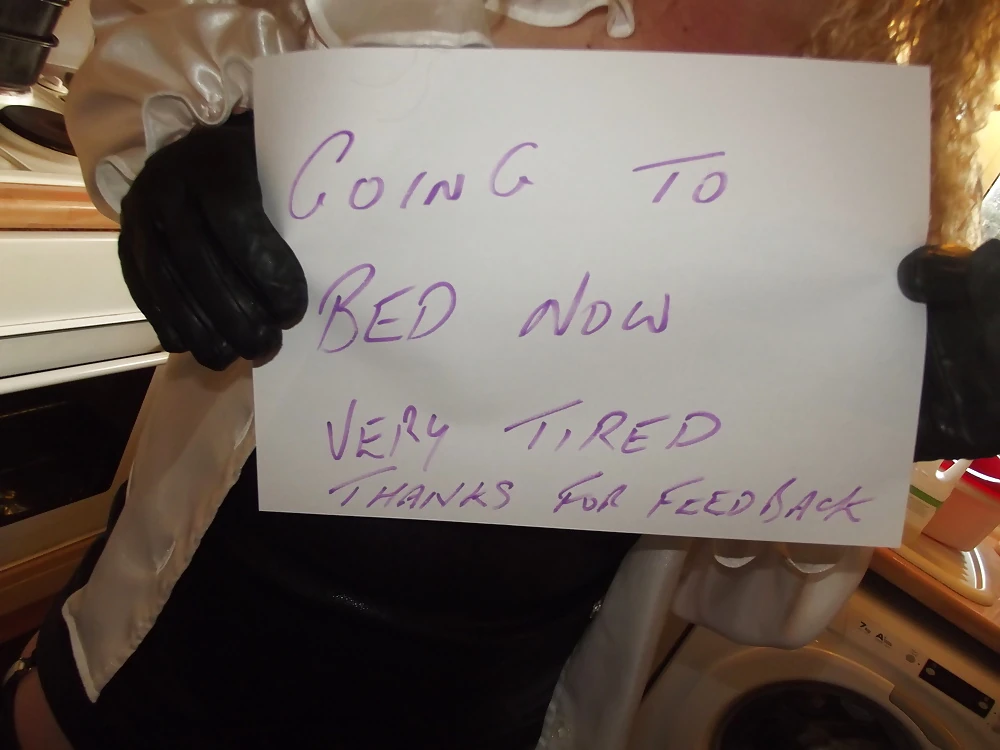 GOING TO
BED NOW
VERY TIRED
THANKS FOR FEEDBACK